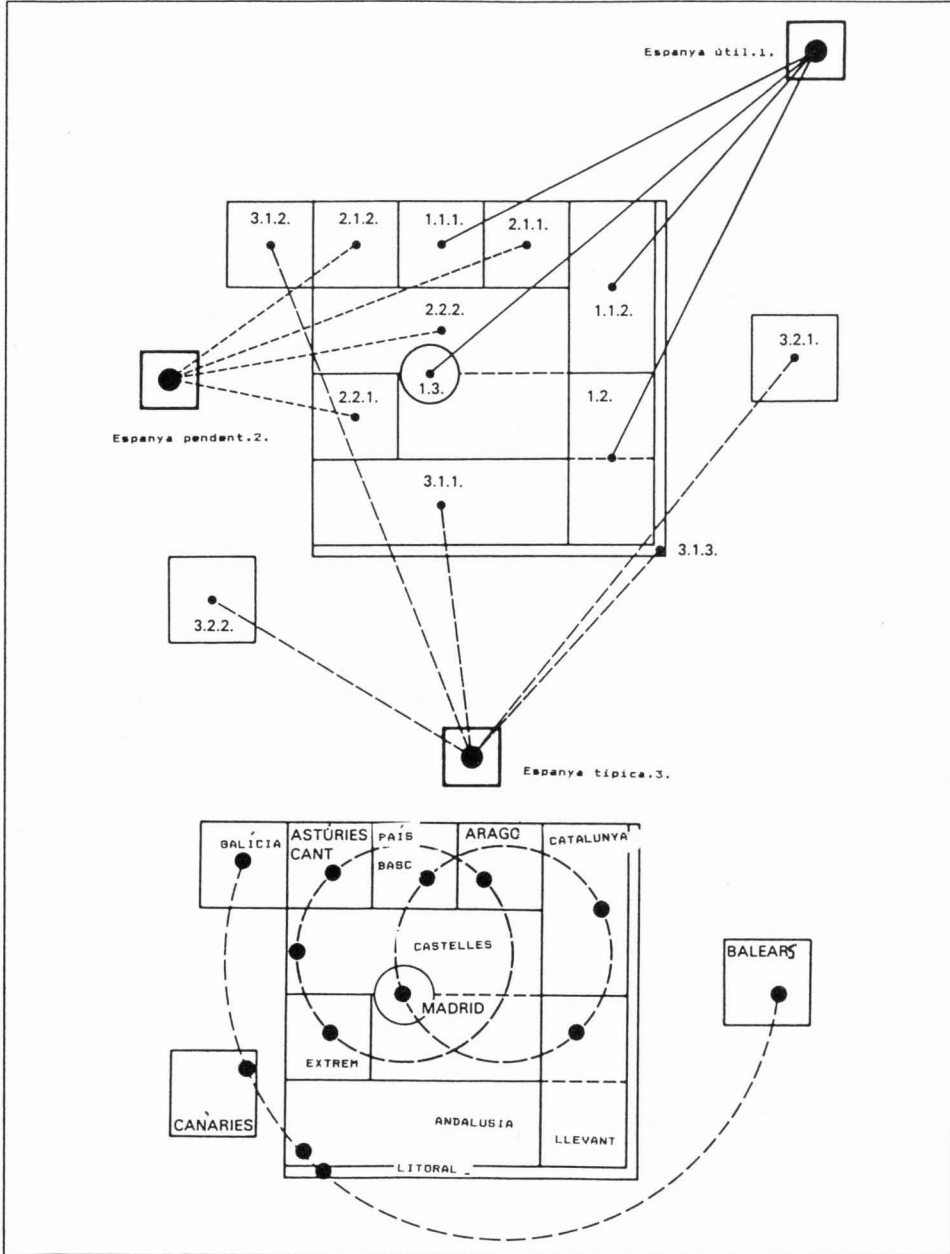 Espanya útil.1.
3.1.2.
2.1.2.
1.1.1.
2.1.1.
2.2.2.
1.1.2.
3.2.1.
1.3.
2.2.1.
1.2.
Espanya pendent.2.
3.1.1.
3.1.3.
3.2.2.
Espanya típica.3.
GALÍCIA
ASTÚRIES
CANT
PAÍS
BASC
ARAGO
CATALUNYA
CASTELLES
BALEARS
MADRID
EXTREM
CANÀRIES
ANDALUSIA
LLEVANT
LITORAL